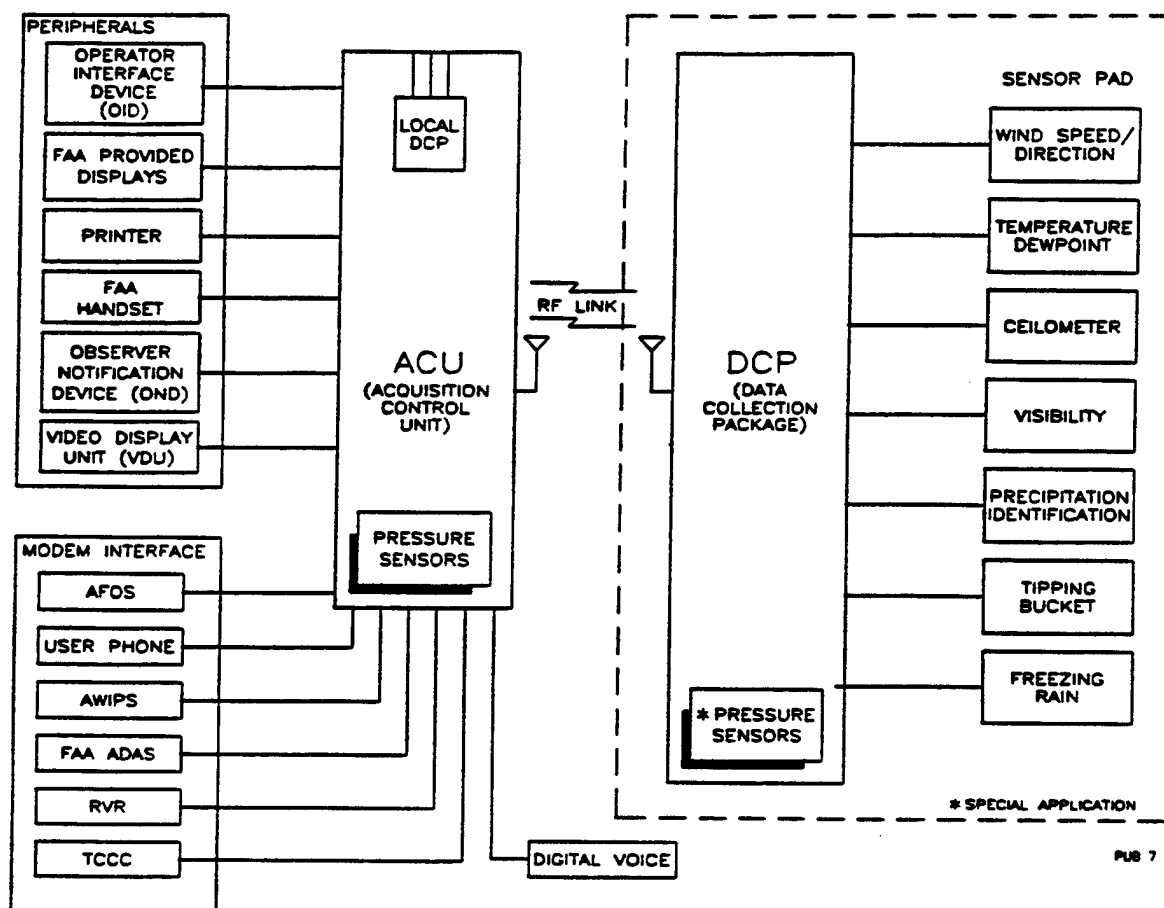 PERIPHERALS
OPERATOR
INTERFACE
DEVICE
(OID)
FAA PROVIDED
DISPLAYS
PRINTER
FAA
HANDSET
OBSERVER
NOTIFICATION
DEVICE (OND)
VIDEO DISPLAY
UNIT (VDU)
MODEM INTERFACE
AFOS
USER PHONE
AWIPS
FAA ADAS
RVR
TCCC
LOCAL
DCP
ACU
(ACQUISITION
CONTROL
UNIT)
PRESSURE
SENSORS
DIGITAL VOICE
RF LINK
DCP
(DATA
COLLECTION
PACKAGE)
* PRESSURE
SENSORS
SENSOR PAD
WIND SPEED/
DIRECTION
TEMPERATURE
DEWPOINT
CEILOMETER
VISIBILITY
PRECIPITATION
IDENTIFICATION
TIPPING
BUCKET
FREEZING
RAIN
* SPECIAL APPLICATION
PUB 7